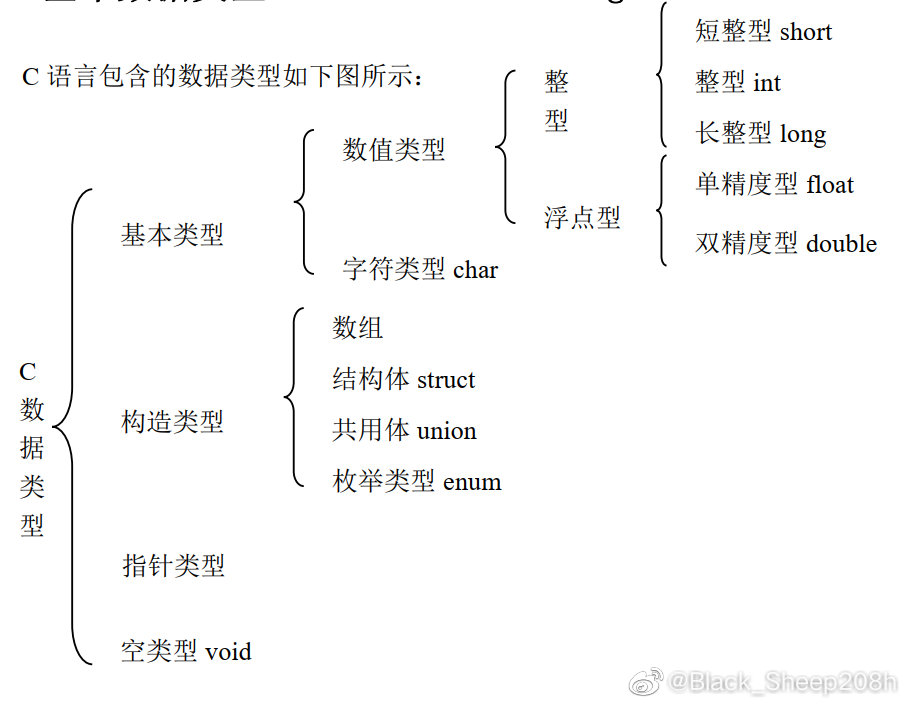 C 语言包含的数据类型如下图所示：
C 数据类型
基本类型
数值类型
整型
短整型 short
整型 int
长整型 long
浮点型
单精度型 float
双精度型 double
字符类型 char
构造类型
数组
结构体 struct
共用体 union
枚举类型 enum
指针类型
空类型 void
@Black_Sheep208h